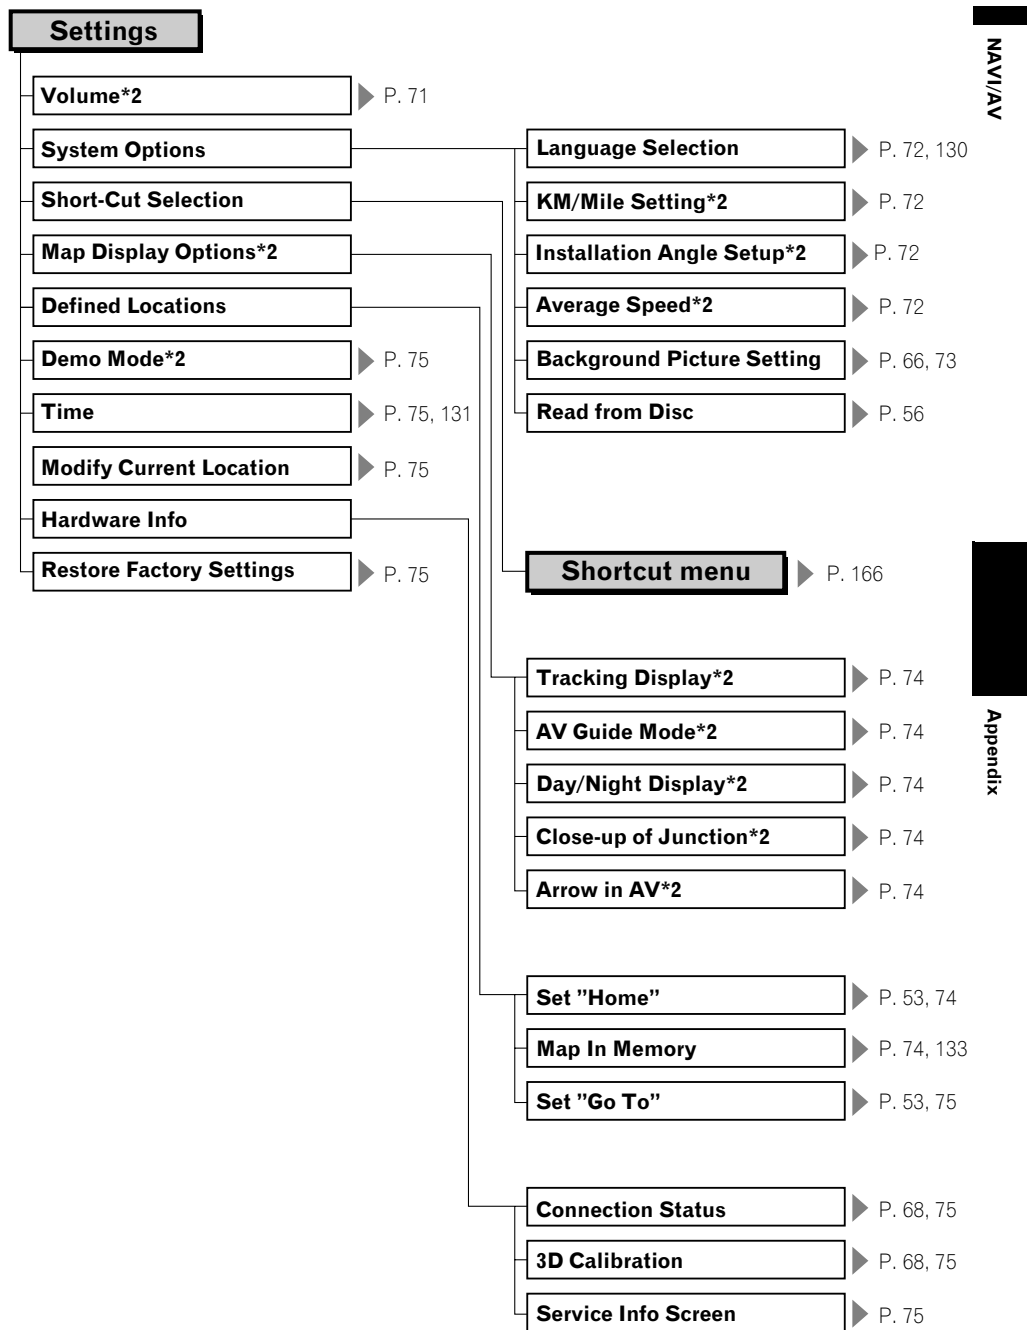 Settings
NAVI/AV
Volume*2 P. 71
System Options
Short-Cut Selection
Map Display Options*2
Defined Locations
Demo Mode*2 P. 75
Time P. 75, 131
Modify Current Location P. 75
Hardware Info
Restore Factory Settings P. 75
Language Selection P. 72, 130
KM/Mile Setting*2 P. 72
Installation Angle Setup*2 P. 72
Average Speed*2 P. 72
Background Picture Setting P. 66, 73
Read from Disc P. 56
Shortcut menu P. 166
Tracking Display*2 P. 74
AV Guide Mode*2 P. 74
Day/Night Display*2 P. 74
Close-up of Junction*2 P. 74
Arrow in AV*2 P. 74
Appendix
Set ”Home” P. 53, 74
Map In Memory P. 74, 133
Set ”Go To” P. 53, 75
Connection Status P. 68, 75
3D Calibration P. 68, 75
Service Info Screen P. 75